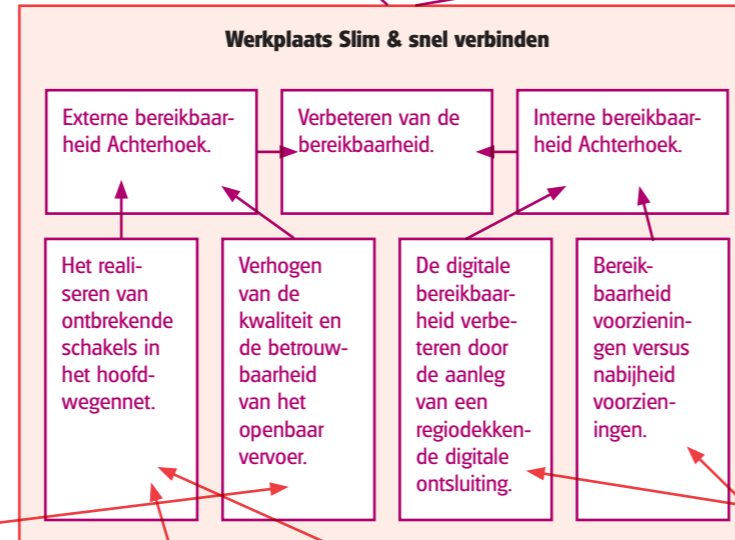 Werkplaats Slim & snel verbinden
Externe bereikbaar-
heid Achterhoek.
Verbeteren van de
bereikbaarheid.
Interne bereikbaar-
heid Achterhoek.
Het reali-
seren van
ontbrekende
schakels in
het hoofd-
wegennet.
Verhogen
van de
kwaliteit en
de betrouw-
baarheid
van het
openbaar
vervoer.
De digitale
bereikbaar-
heid verbe-
teren door
de aanleg
van een
regiodekken-
de digitale
ontsluiting.
Bereik-
baarheid
voorzienin-
gen versus
nabijheid
voorzien-
ingen.